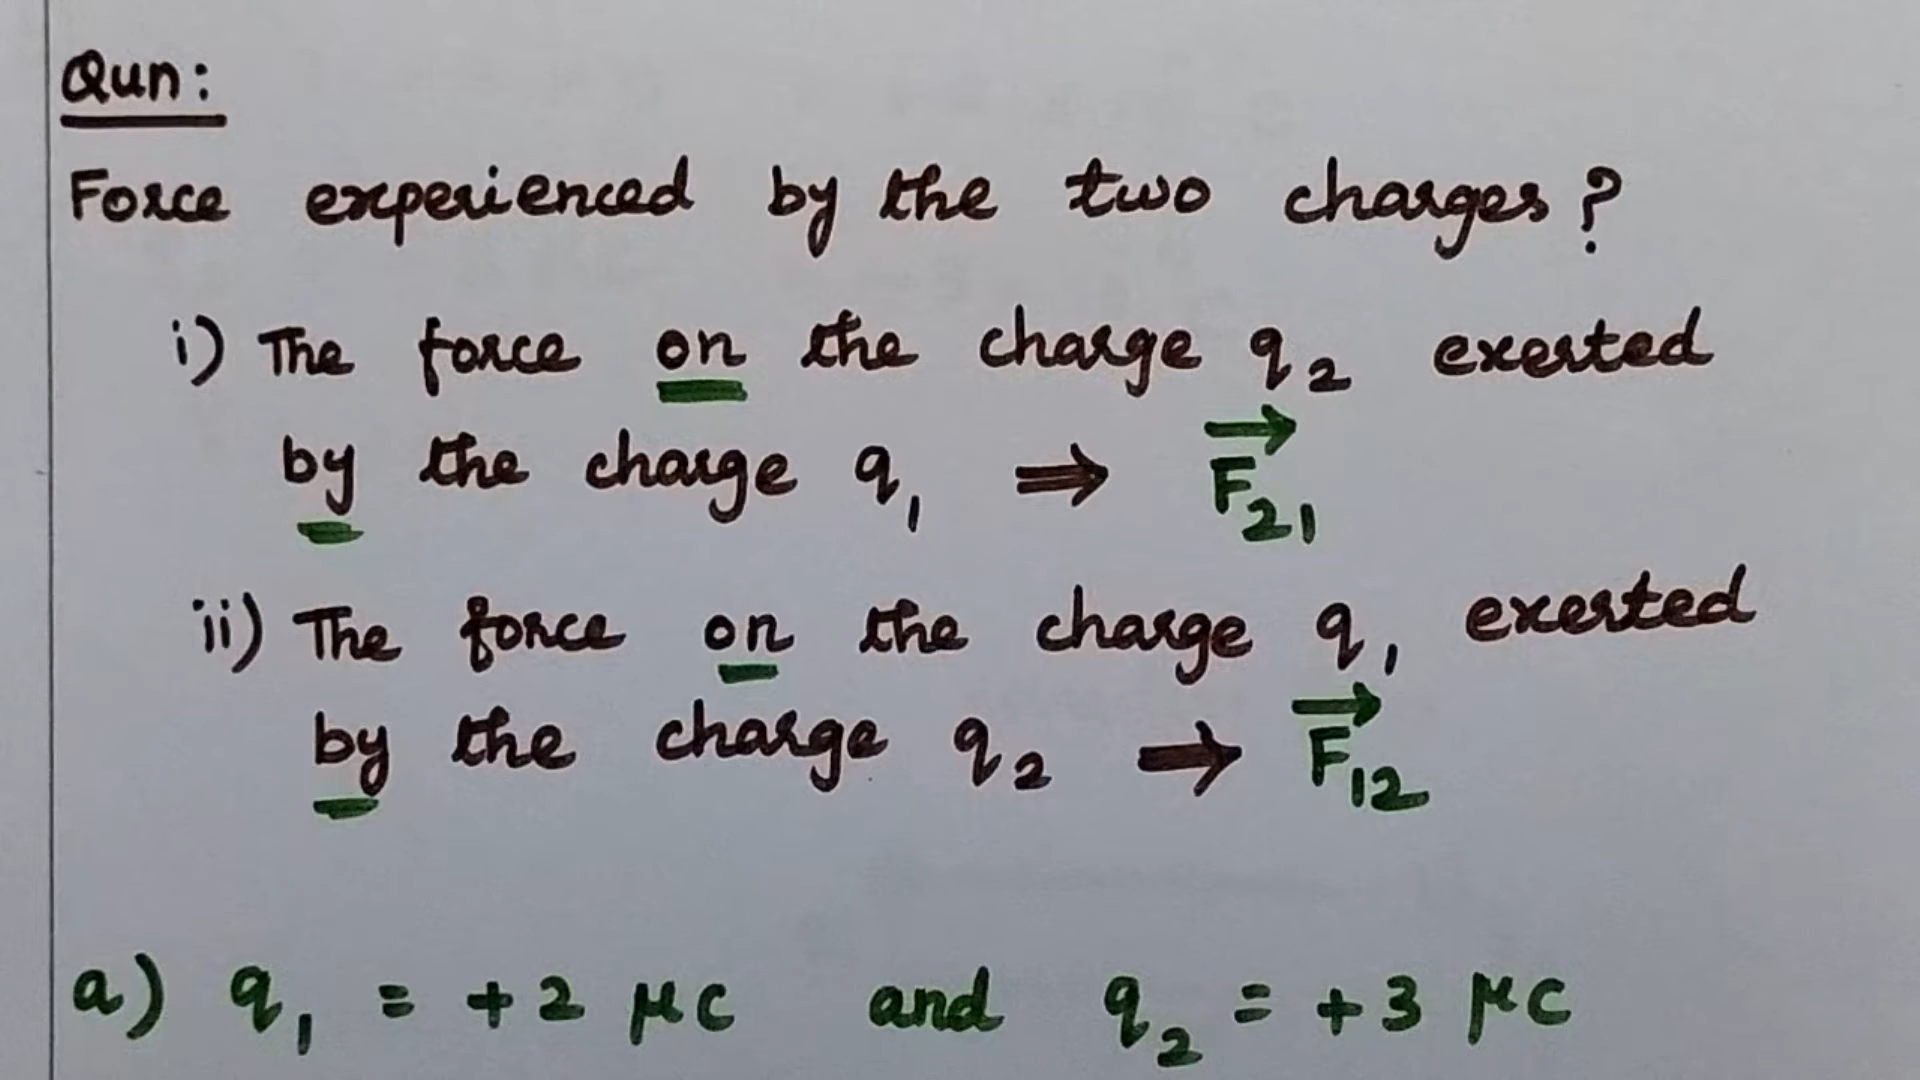 Qun:
Force experienced by the two charges?
i) The force on the charge q₂ exerted
by the charge q₁ ⇒ F⃗₂₁
ii) The force on the charge q₁ exerted
by the charge q₂ ⇒ F⃗₁₂
a) q₁ = +2 μC and q₂ = +3 μC